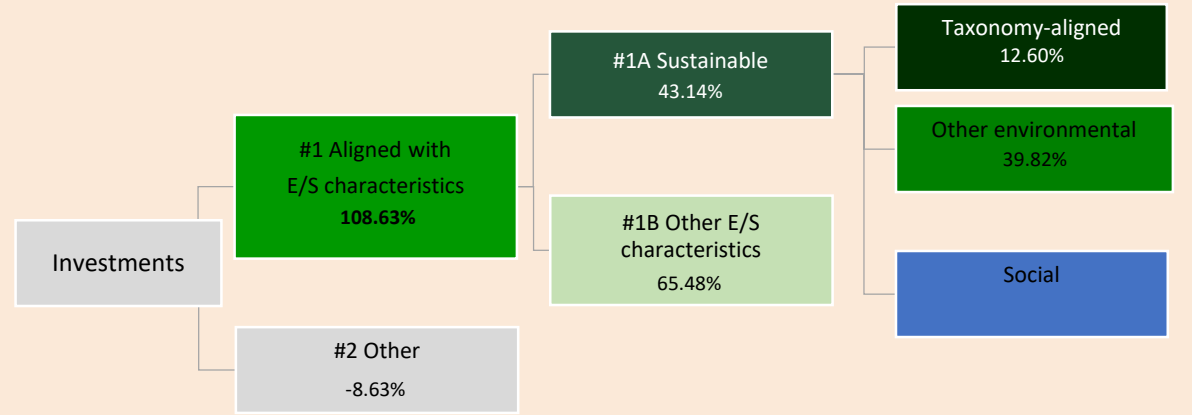 Investments
#1 Aligned with
E/S characteristics
108.63%
#2 Other
-8.63%
#1A Sustainable
43.14%
#1B Other E/S
characteristics
65.48%
Taxonomy-aligned
12.60%
Other environmental
39.82%
Social